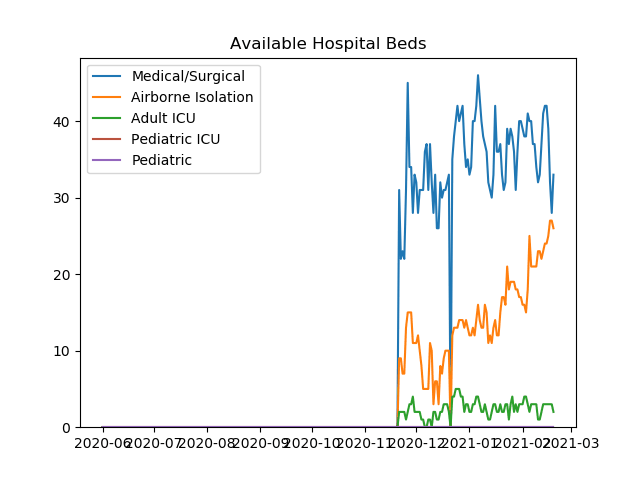 Available Hospital Beds
Medical/Surgical
Airborne Isolation
Adult ICU
Pediatric ICU
Pediatric
40
30
20
10
0
2020-06 2020-07 2020-08 2020-09 2020-10 2020-11 2020-12 2021-01 2021-02 2021-03